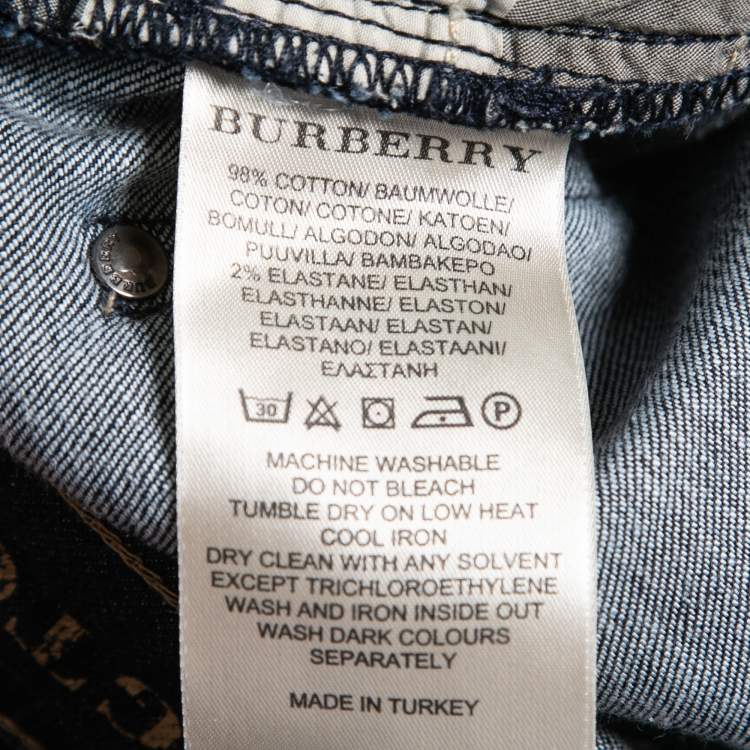 BURBERRY
98% COTTON/ BAUMWOLLE/
COTON/ COTONE/ KATOEN/
BOMULL/ ALGODON/ ALGODAO/
PUUVILLA/ BAMBAKEPO
2% ELASTANE/ ELASTHAN/
ELASTHANNE/ ELASTON/
ELASTAAN/ ELASTAN/
ELASTANO/ ELASTAANI/
ΕΛΑΣΤΑΝΗ
30 P
MACHINE WASHABLE
DO NOT BLEACH
TUMBLE DRY ON LOW HEAT
COOL IRON
DRY CLEAN WITH ANY SOLVENT
EXCEPT TRICHLOROETHYLENE
WASH AND IRON INSIDE OUT
WASH DARK COLOURS
SEPARATELY
MADE IN TURKEY
BURBERRY